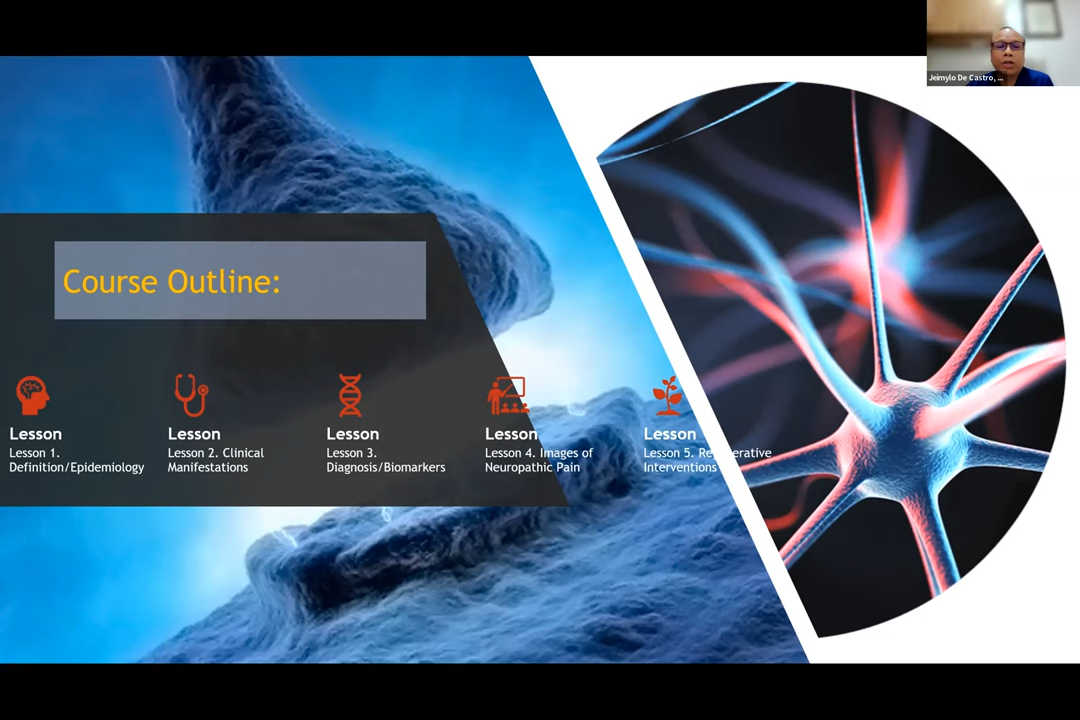 Jeimylo De Castro, ...
Course Outline:
Lesson
Lesson 1.
Definition/Epidemiology
Lesson
Lesson 2. Clinical
Manifestations
Lesson
Lesson 3.
Diagnosis/Biomarkers
Lesson
Lesson 4. Images of
Neuropathic Pain
Lesson
Lesson 5. Regenerative
Interventions